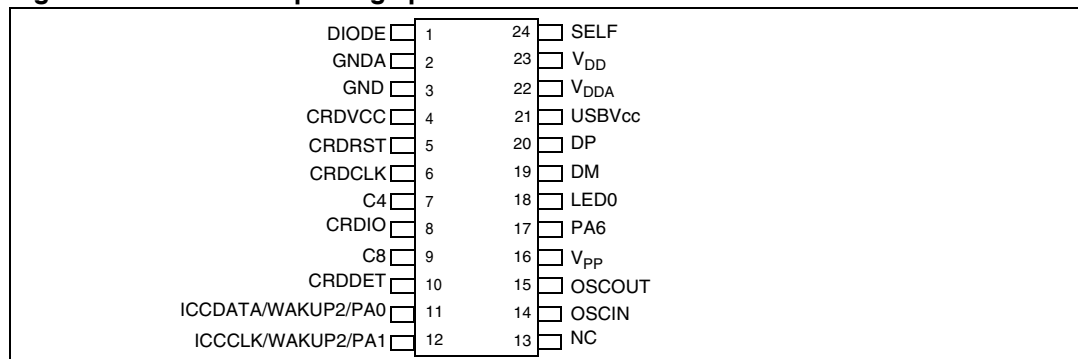 DIODE 1 24 SELF
GNDA 2 23 VDD
GND 3 22 VDDA
CRDVCC 4 21 USBVcc
CRDRST 5 20 DP
CRDCLK 6 19 DM
C4 7 18 LED0
CRDIO 8 17 PA6
C8 9 16 VPP
CRDDET 10 15 OSCOUT
ICCDATA/WAKUP2/PA0 11 14 OSCIN
ICCCLK/WAKUP2/PA1 12 13 NC